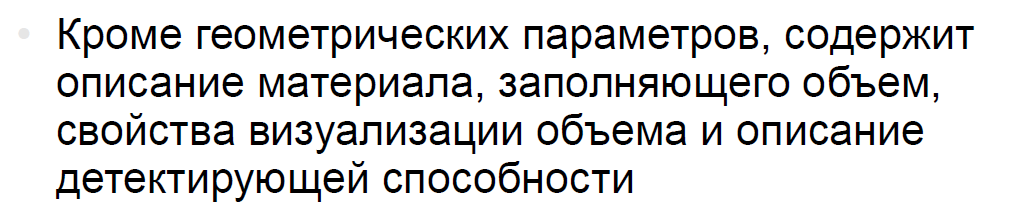 • Кроме геометрических параметров, содержит
описание материала, заполняющего объем,
свойства визуализации объема и описание
детектирующей способности